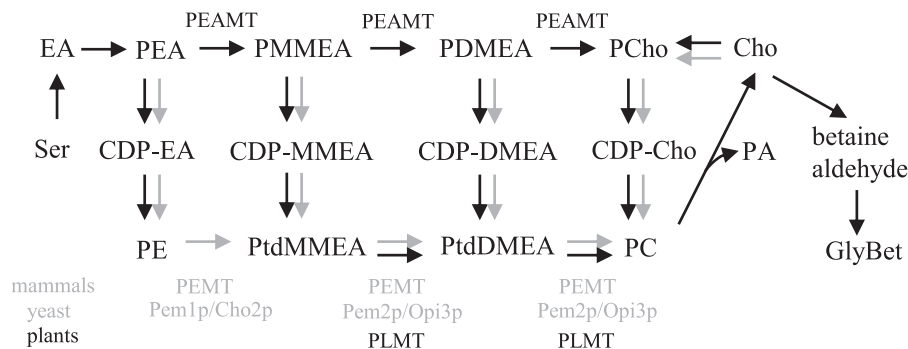 PEAMT PEAMT PEAMT
EA PEA PMMEA PDMEA PCho Cho
Ser CDP-EA CDP-MMEA CDP-DMEA CDP-Cho PA betaine
aldehyde
PE PtdMMEA PtdDMEA PC GlyBet
mammals PEMT PEMT PEMT
yeast Pem1p/Cho2p Pem2p/Opi3p Pem2p/Opi3p
plants PLMT PLMT